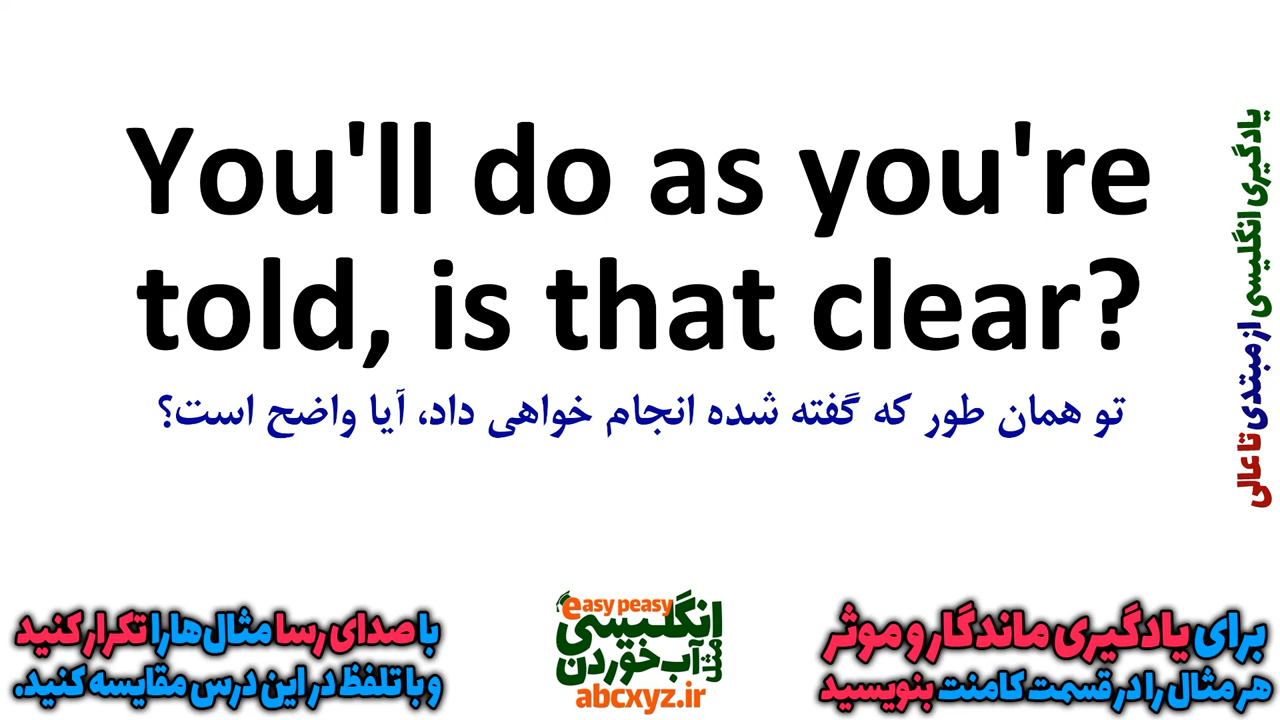 You'll do as you're
told, is that clear?
تو همان طور که گفته شده انجام خواهی داد، آیا واضح است؟
یادگیری انگلیسی از مبتدی تا عالی
برای یادگیری ماندگار و موثر
هر مثال را در قسمت کامنت بنویسید
easy peasy
انگلیسی
مثل آب خوردن
abcxyz.ir
با صدای رسا مثال‌ها را تکرار کنید
و با تلفظ در این درس مقایسه کنید.